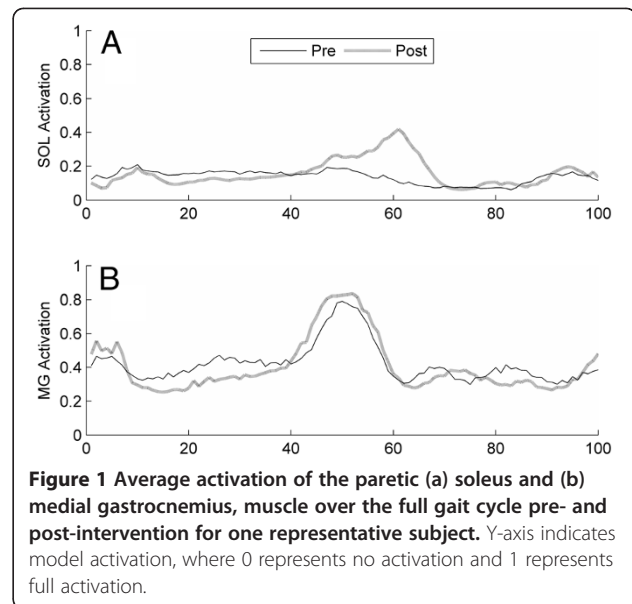 A
Pre Post
SOL Activation
1
0.8
0.6
0.4
0.2
0
0 20 40 60 80 100
B
MG Activation
1
0.8
0.6
0.4
0.2
0
0 20 40 60 80 100
Figure 1 Average activation of the paretic (a) soleus and (b)
medial gastrocnemius, muscle over the full gait cycle pre- and
post-intervention for one representative subject. Y-axis indicates
model activation, where 0 represents no activation and 1 represents
full activation.